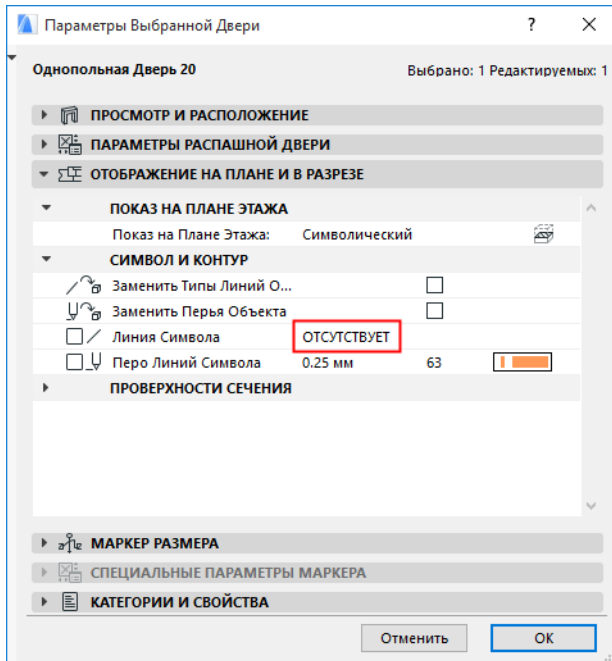 Параметры Выбранной Двери ? ×
Однопольная Дверь 20 Выбрано: 1 Редактируемых: 1
ПРОСМОТР И РАСПОЛОЖЕНИЕ
ПАРАМЕТРЫ РАСПАШНОЙ ДВЕРИ
ОТОБРАЖЕНИЕ НА ПЛАНЕ И В РАЗРЕЗЕ
ПОКАЗ НА ПЛАНЕ ЭТАЖА
Показ на Плане Этажа: Символический
СИМВОЛ И КОНТУР
Заменить Типы Линий О...
Заменить Перья Объекта
Линия Символа ОТСУТСТВУЕТ
Перо Линий Символа 0.25 мм 63
ПРОВЕРХНОСТИ СЕЧЕНИЯ
МАРКЕР РАЗМЕРА
СПЕЦИАЛЬНЫЕ ПАРАМЕТРЫ МАРКЕРА
КАТЕГОРИИ И СВОЙСТВА
Отменить OK